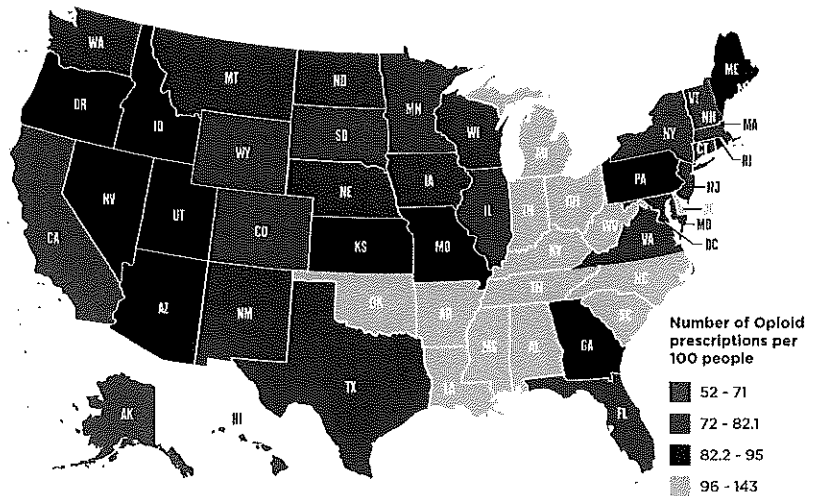 WA
MT
ND
ME
OR
ID
MN
VT
NH
MA
WY
SD
WI
NY
CT
RI
MI
NV
UT
NE
IA
PA
NJ
IL
IN
OH
CA
CO
WV
MD
VA
DC
KS
MO
KY
AZ
NM
OK
AR
TN
NC
SC
MS
AL
GA
TX
LA
AK
HI
FL
Number of Opioid
prescriptions per
100 people
52 - 71
72 - 82.1
82.2 - 95
96 - 143